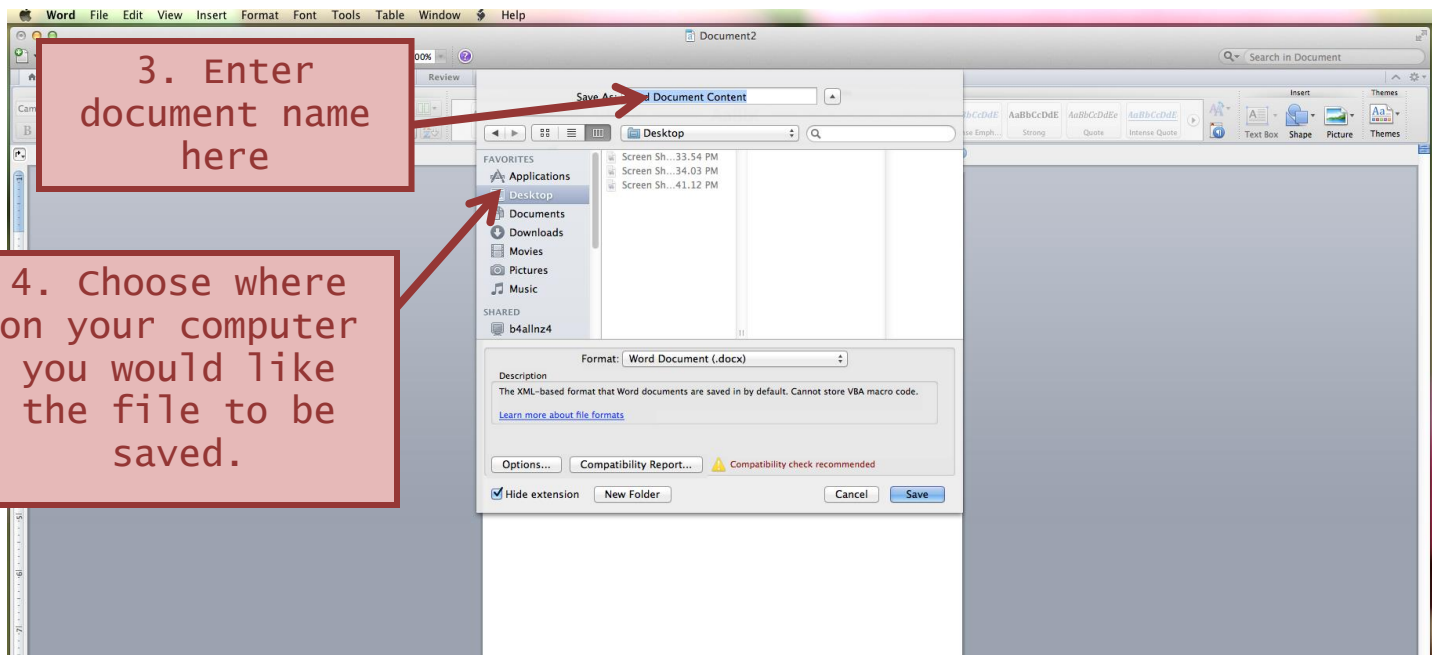 Word File Edit View Insert Format Font Tools Table Window Help
Document2
Search in Document
Review
Insert
Themes
3. Enter
document name
here
Save As: Document Content
AaBbCcDdE AaBbCcDdEe AaBbCcDdE
Strong Quote Intense Quote
Text Box Shape Picture Themes
Desktop
FAVORITES
Applications
Desktop
Documents
Downloads
Movies
Pictures
Music
SHARED
b4allnz4
Screen Sh...33.54 PM
Screen Sh...34.03 PM
Screen Sh...41.12 PM
4. Choose where
on your computer
you would like
the file to be
saved.
Format: Word Document (.docx)
Description
The XML-based format that Word documents are saved in by default. Cannot store VBA macro code.
Learn more about file formats
Options... Compatibility Report... Compatibility check recommended
Hide extension New Folder Cancel Save